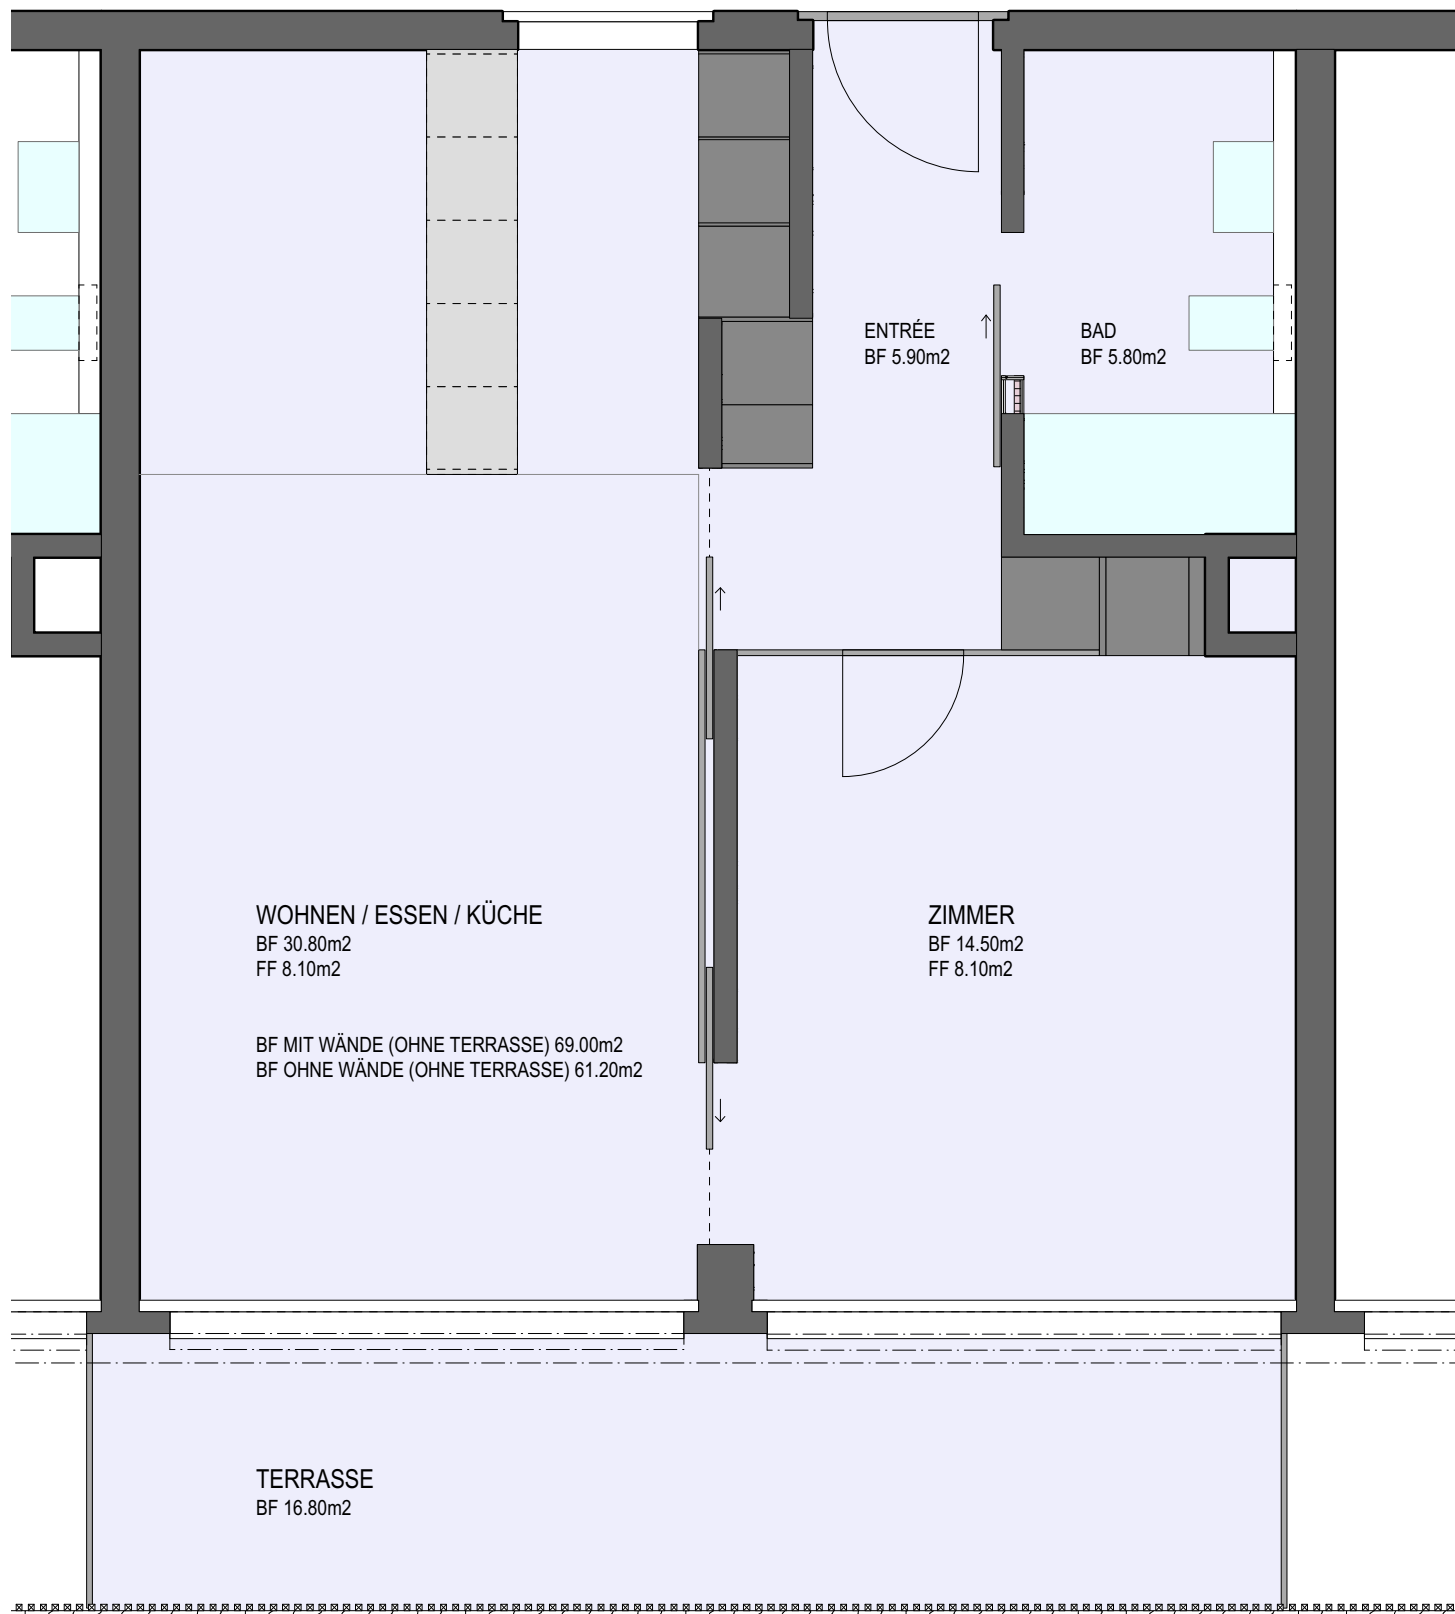 ENTRÉE
BF 5.90m2
BAD
BF 5.80m2
WOHNEN / ESSEN / KÜCHE
BF 30.80m2
FF 8.10m2
BF MIT WÄNDE (OHNE TERRASSE) 69.00m2
BF OHNE WÄNDE (OHNE TERRASSE) 61.20m2
ZIMMER
BF 14.50m2
FF 8.10m2
TERRASSE
BF 16.80m2